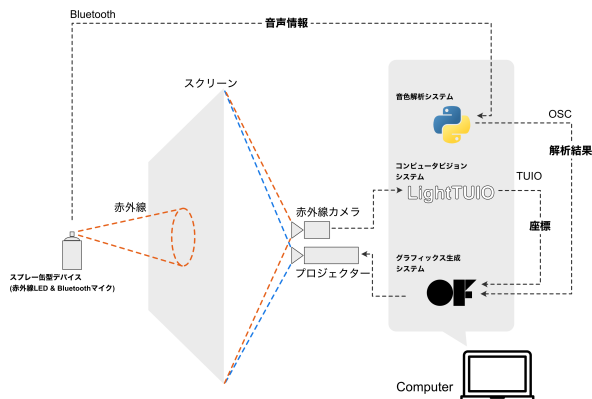 Bluetooth
音声情報
スクリーン
音色解析システム
OSC
解析結果
コンピュータビジョン
システム
LightTUIO
TUIO
赤外線
赤外線カメラ
座標
プロジェクター
グラフィックス生成
システム
OF
スプレー缶型デバイス
(赤外線LED & Bluetoothマイク)
Computer